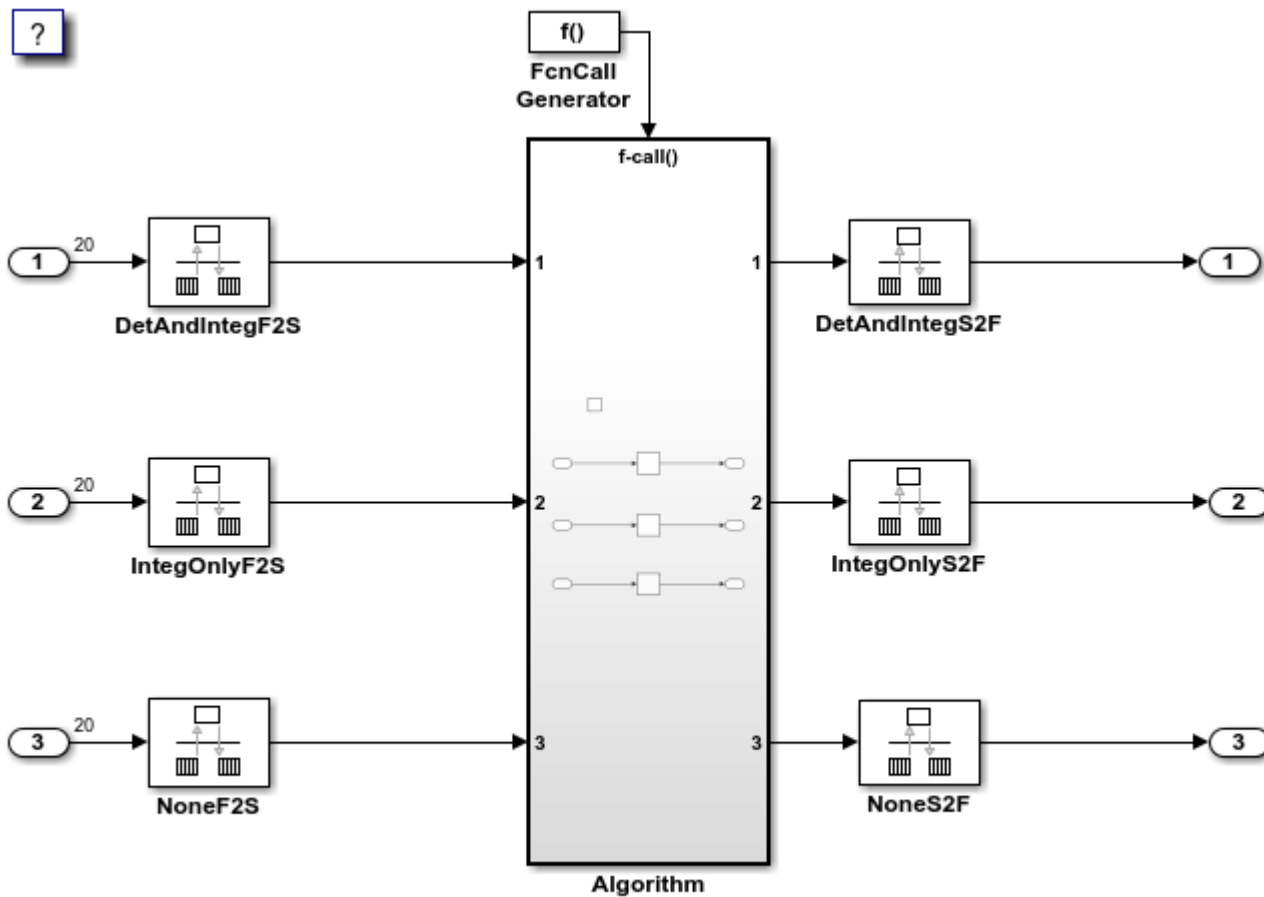 ?
f()
FcnCall
Generator
f-call()
1
20
DetAndIntegF2S
1
1
DetAndIntegS2F
1
2
20
IntegOnlyF2S
2
2
IntegOnlyS2F
2
3
20
NoneF2S
3
3
NoneS2F
3
Algorithm